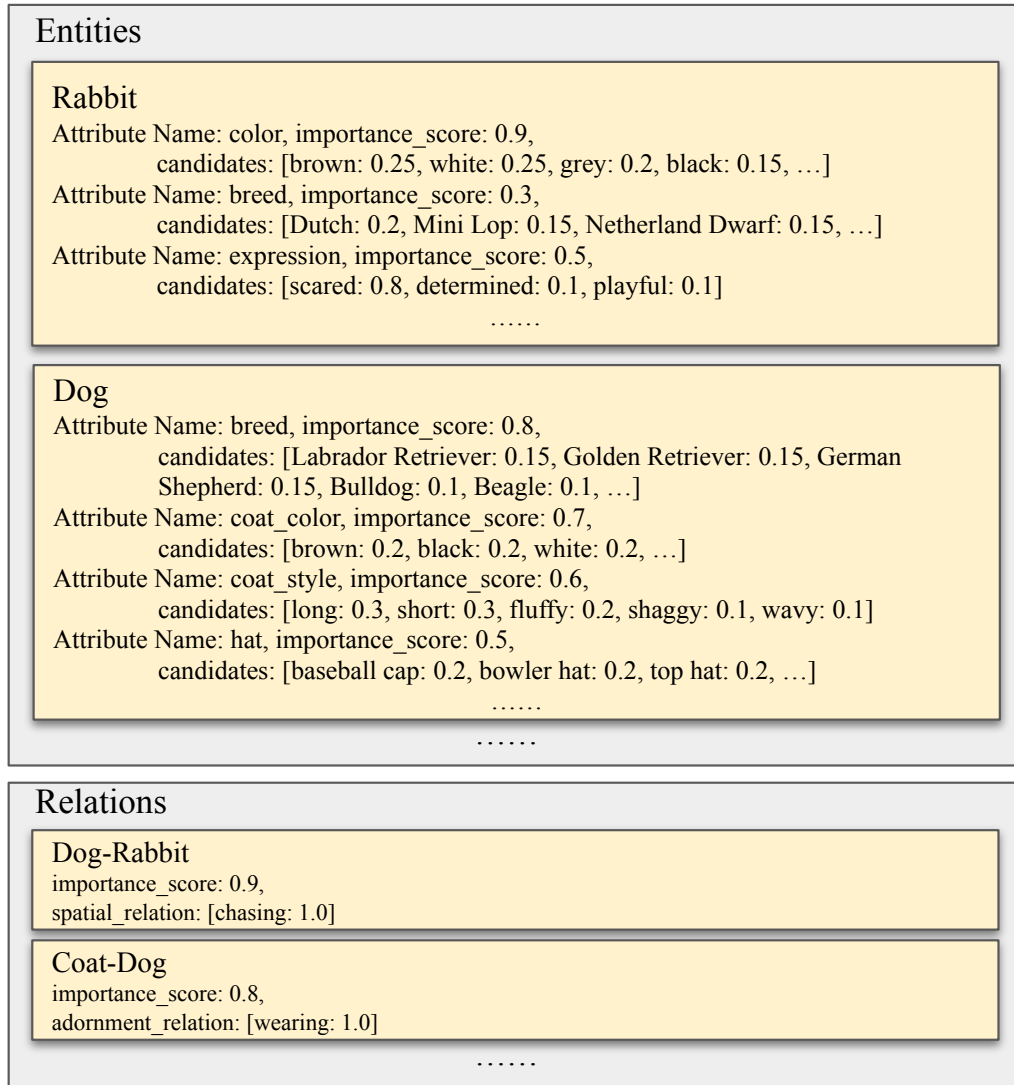 Entities
Rabbit
Attribute Name: color, importance_score: 0.9,
candidates: [brown: 0.25, white: 0.25, grey: 0.2, black: 0.15, …]
Attribute Name: breed, importance_score: 0.3,
candidates: [Dutch: 0.2, Mini Lop: 0.15, Netherland Dwarf: 0.15, …]
Attribute Name: expression, importance_score: 0.5,
candidates: [scared: 0.8, determined: 0.1, playful: 0.1]
……
Dog
Attribute Name: breed, importance_score: 0.8,
candidates: [Labrador Retriever: 0.15, Golden Retriever: 0.15, German
Shepherd: 0.15, Bulldog: 0.1, Beagle: 0.1, …]
Attribute Name: coat_color, importance_score: 0.7,
candidates: [brown: 0.2, black: 0.2, white: 0.2, …]
Attribute Name: coat_style, importance_score: 0.6,
candidates: [long: 0.3, short: 0.3, fluffy: 0.2, shaggy: 0.1, wavy: 0.1]
Attribute Name: hat, importance_score: 0.5,
candidates: [baseball cap: 0.2, bowler hat: 0.2, top hat: 0.2, …]
……
……
Relations
Dog-Rabbit
importance_score: 0.9,
spatial_relation: [chasing: 1.0]
Coat-Dog
importance_score: 0.8,
adornment_relation: [wearing: 1.0]
……